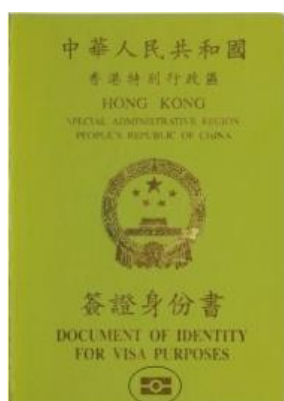 中華人民共和國
香港特別行政區
HONG KONG
SPECIAL ADMINISTRATIVE REGION
PEOPLE'S REPUBLIC OF CHINA
簽證身份書
DOCUMENT OF IDENTITY
FOR VISA PURPOSES